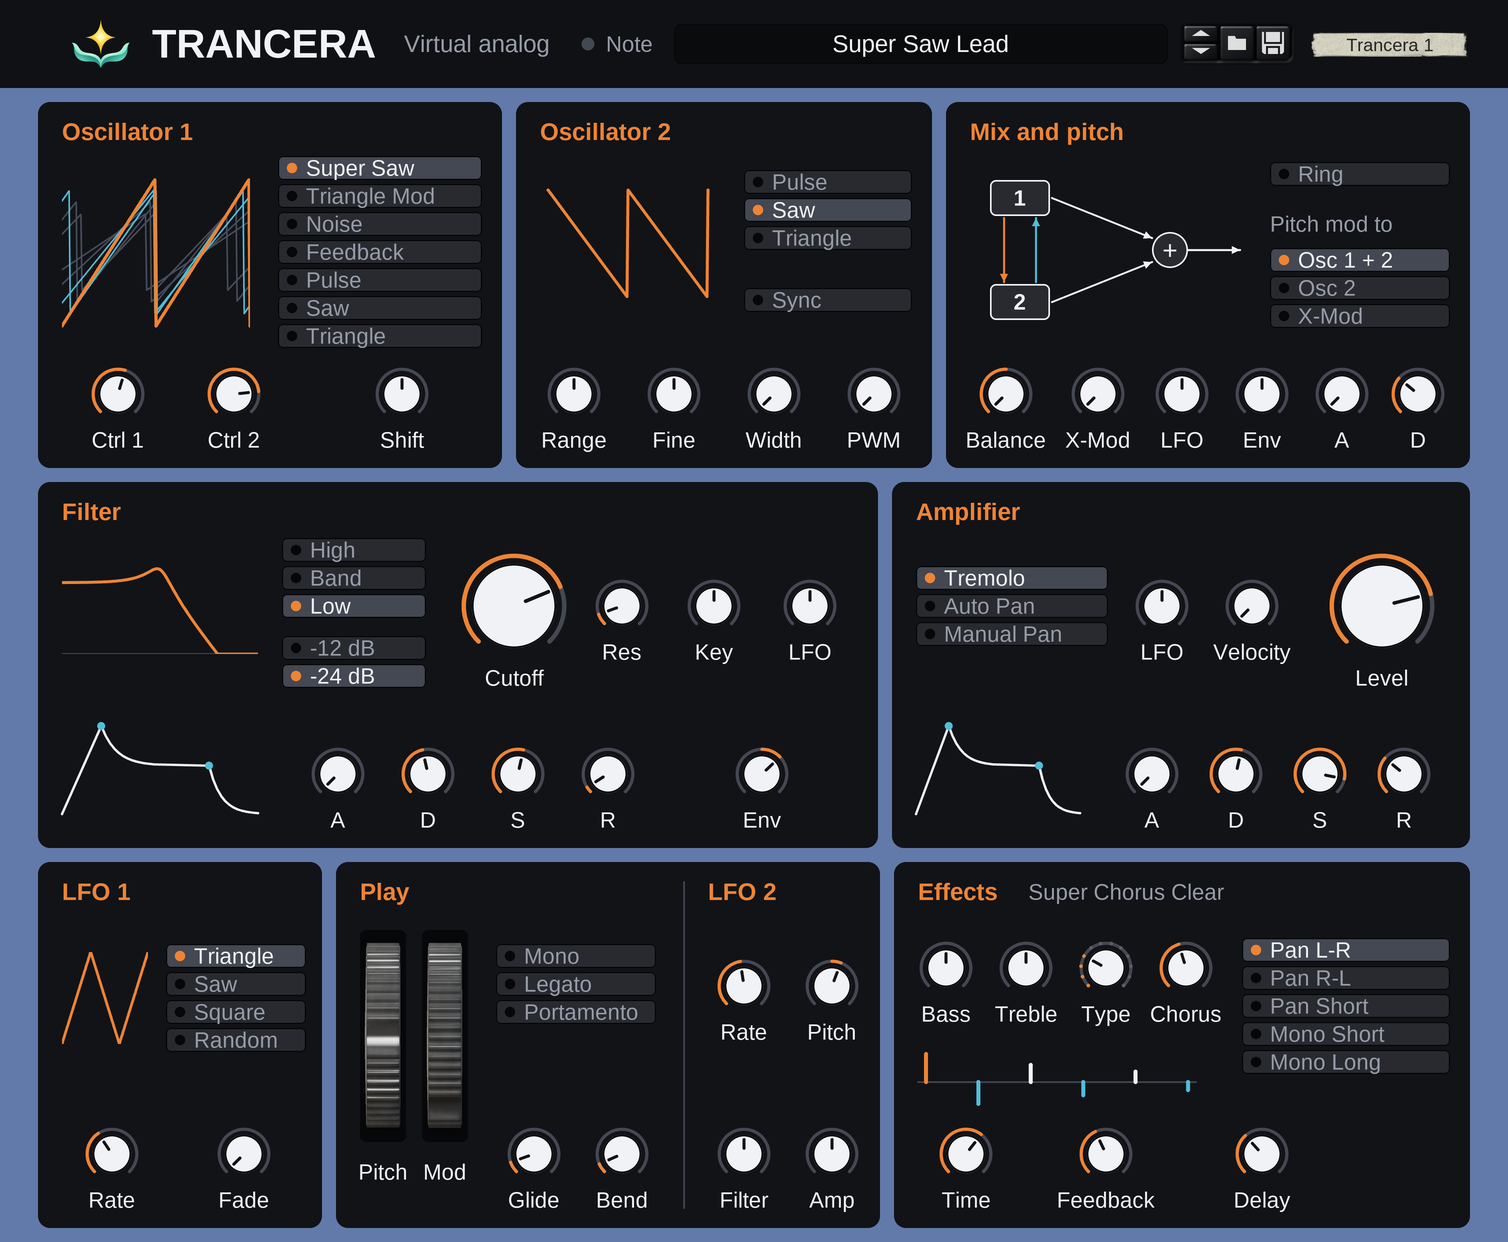 TRANCERA
Virtual analog
Note
Super Saw Lead
Trancera 1
Oscillator 1
Super Saw
Triangle Mod
Noise
Feedback
Pulse
Saw
Triangle
Ctrl 1
Ctrl 2
Shift
Oscillator 2
Pulse
Saw
Triangle
Sync
Range
Fine
Width
PWM
Mix and pitch
1
+
2
Ring
Pitch mod to
Osc 1 + 2
Osc 2
X-Mod
Balance
X-Mod
LFO
Env
A
D
Filter
High
Band
Low
-12 dB
-24 dB
Cutoff
Res
Key
LFO
A
D
S
R
Env
Amplifier
Tremolo
Auto Pan
Manual Pan
LFO
Velocity
Level
A
D
S
R
LFO 1
Triangle
Saw
Square
Random
Rate
Fade
Play
Mono
Legato
Portamento
Pitch
Mod
Glide
Bend
LFO 2
Rate
Pitch
Filter
Amp
Effects
Super Chorus Clear
Bass
Treble
Type
Chorus
Pan L-R
Pan R-L
Pan Short
Mono Short
Mono Long
Time
Feedback
Delay